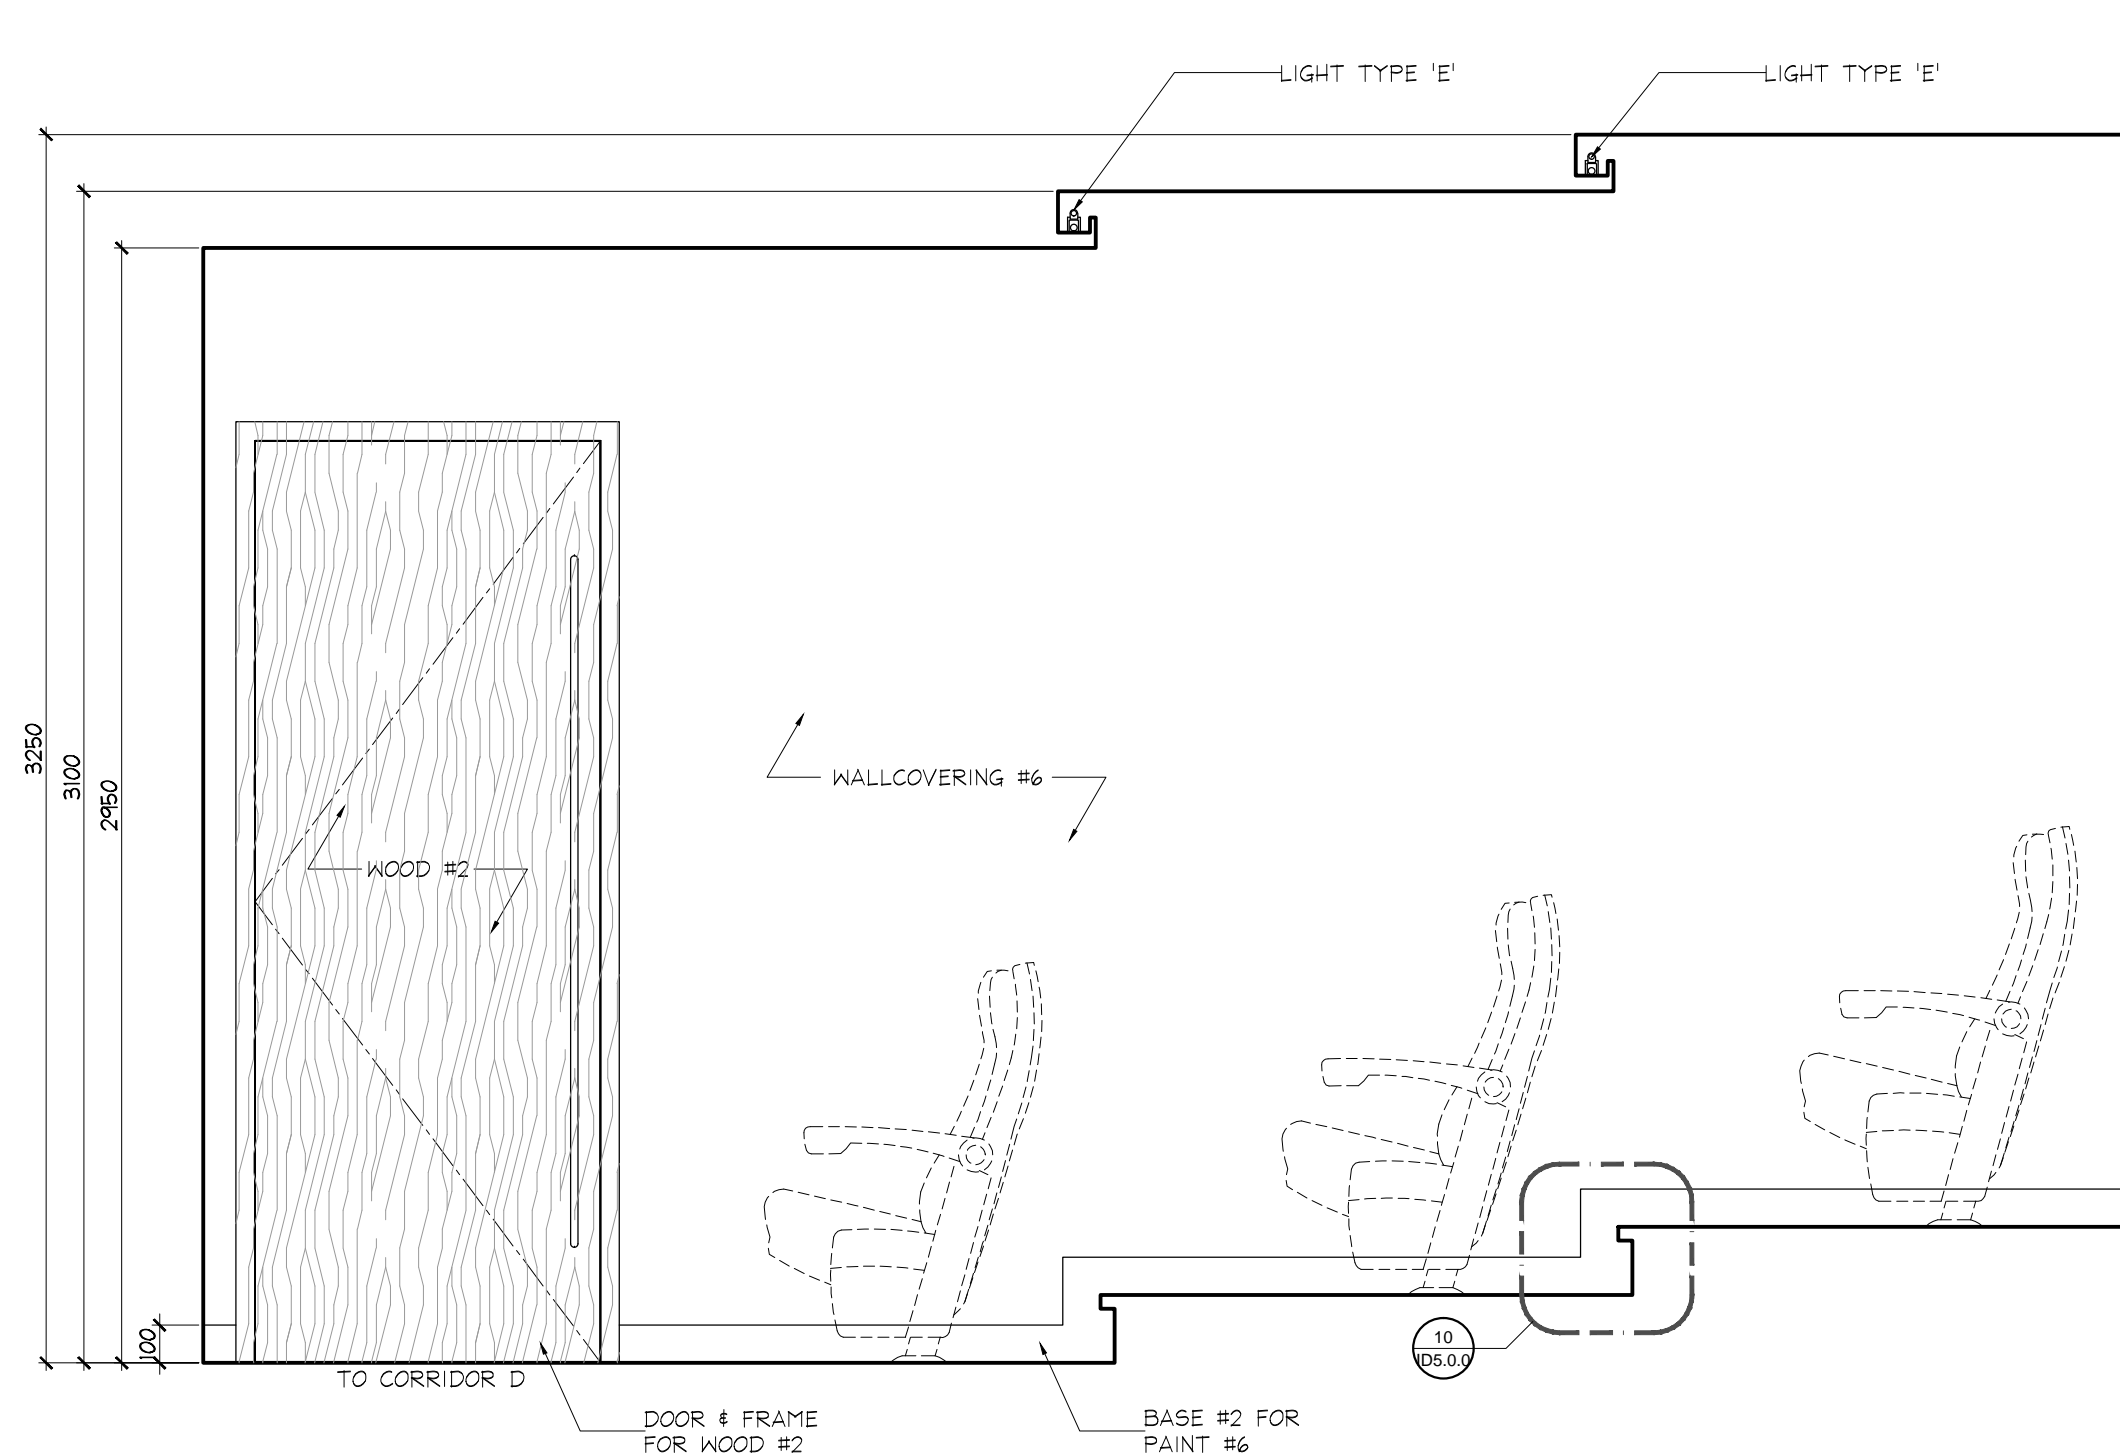 LIGHT TYPE 'E'
LIGHT TYPE 'E'
3250
3100
2950
WALLCOVERING #6
WOOD #2
100
TO CORRIDOR D
10
ID5.0.0
DOOR & FRAME
FOR WOOD #2
BASE #2 FOR
PAINT #6